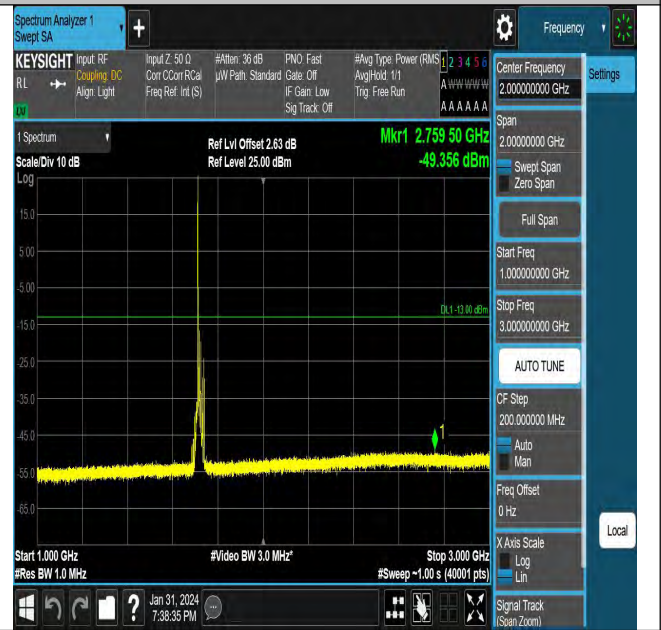 Spectrum Analyzer 1
Swept SA
+
Frequency
KEYSIGHT
RL
Input: RF
Coupling: DC
Align: Light
Input Z: 50 Ω
Corr CCorr RCal
Freq Ref: Int (S)
#Atten: 36 dB
µW Path: Standard
PNO: Fast
Gate: Off
IF Gain: Low
Sig Track: Off
#Avg Type: Power (RMS
Avg|Hold: 1/1
Trig: Free Run
1 2 3 4 5 6
A W W W W W
A A A A A A
1 Spectrum
Scale/Div 10 dB
Log
Ref Lvl Offset 2.63 dB
Ref Level 25.00 dBm
Mkr1 2.759 50 GHz
-49.356 dBm
15.0
5.00
-5.00
-15.0
-25.0
-35.0
-45.0
-55.0
-65.0
DL1 -13.00 dBm
1
Start 1.000 GHz
#Res BW 1.0 MHz
#Video BW 3.0 MHz*
Stop 3.000 GHz
#Sweep ~1.00 s (40001 pts)
Center Frequency
2.000000000 GHz
Settings
Span
2.00000000 GHz
Swept Span
Zero Span
Full Span
Start Freq
1.000000000 GHz
Stop Freq
3.000000000 GHz
AUTO TUNE
CF Step
200.000000 MHz
Auto
Man
Freq Offset
0 Hz
X Axis Scale
Log
Lin
Signal Track
(Span Zoom)
Local
?
Jan 31, 2024
7:38:35 PM